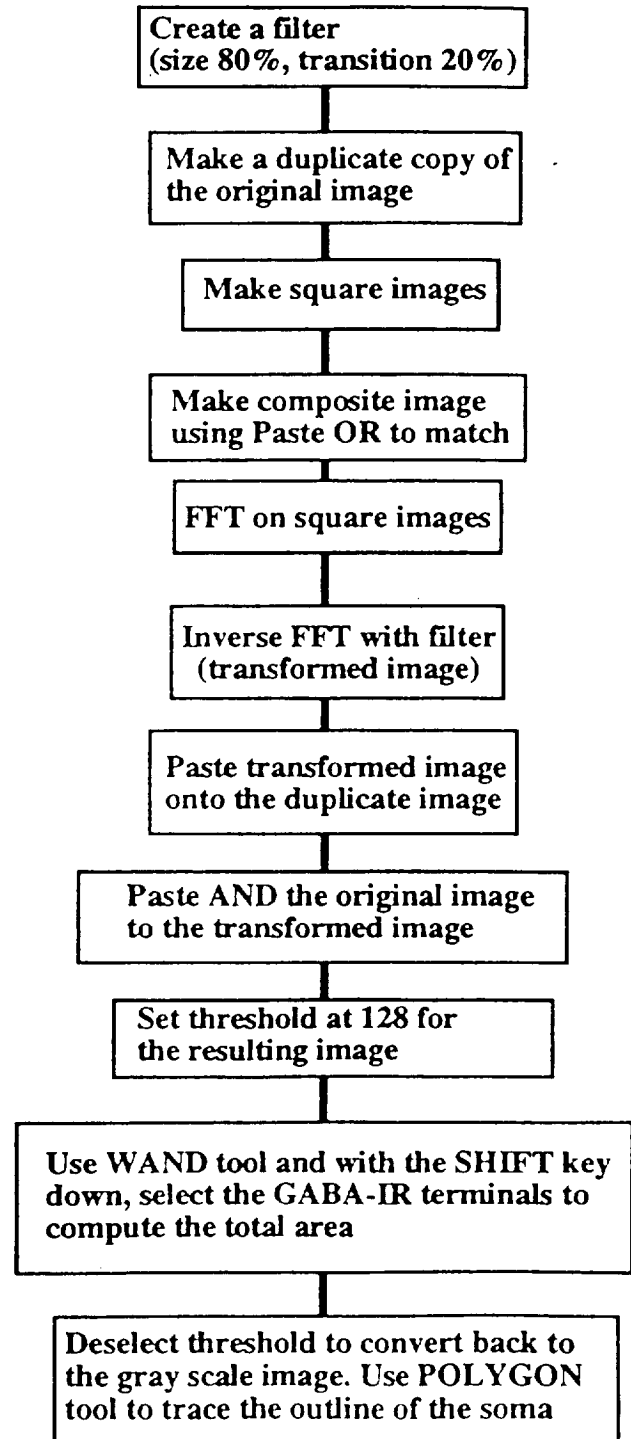 Create a filter
(size 80%, transition 20%)
Make a duplicate copy of
the original image
Make square images
Make composite image
using Paste OR to match
FFT on square images
Inverse FFT with filter
(transformed image)
Paste transformed image
onto the duplicate image
Paste AND the original image
to the transformed image
Set threshold at 128 for
the resulting image
Use WAND tool and with the SHIFT key
down, select the GABA-IR terminals to
compute the total area
Deselect threshold to convert back to
the gray scale image. Use POLYGON
tool to trace the outline of the soma